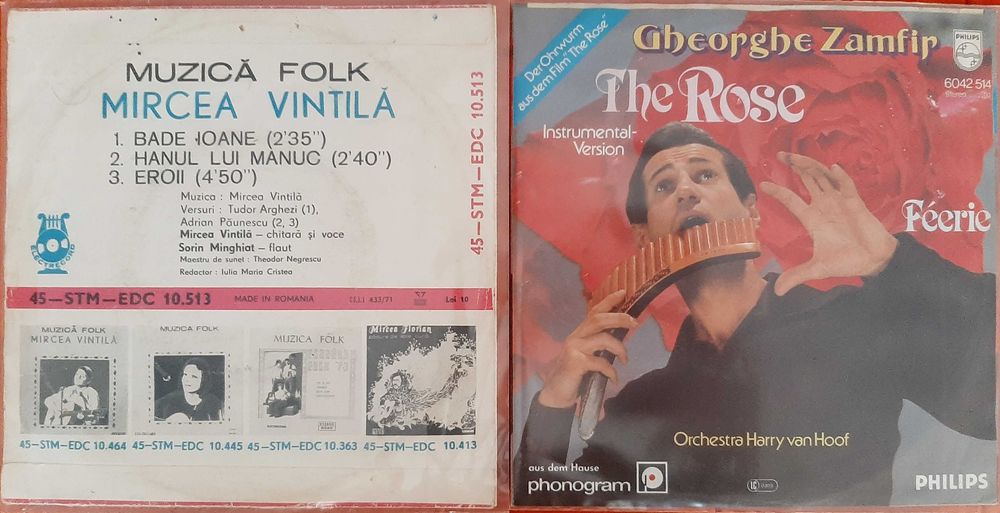 MUZICĂ FOLK
MIRCEA VINTILĂ
1. BADE IOANE (2'35")
2. HANUL LUI MANUC (2'40")
3. EROII (4'50")
Muzica : Mircea Vintilă
Versuri : Tudor Arghezi (1),
Adrian Păunescu (2, 3)
Mircea Vintilă – chitară și voce
Sorin Minghiat – flaut
Maestru de sunet : Theodor Negrescu
Redactor : Iulia Maria Cristea
ELECTRECORD
45–STM–EDC 10.513
45–STM–EDC 10.513
MADE IN ROMANIA
433/71
Lei 10
MUZICĂ FOLK
MIRCEA VINTILĂ
MUZICA FOLK
MUZICA FOLK
Mircea Florian
45–STM–EDC 10.464
45–STM–EDC 10.445
45–STM–EDC 10.363
45–STM–EDC 10.413
Der Ohrwurm
aus dem Film "The Rose"
Gheorghe Zamfir
The Rose
Instrumental-
Version
PHILIPS
6042 514
Stereo
Féerie
Orchestra Harry van Hoof
aus dem Hause
phonogram
LC
PHILIPS